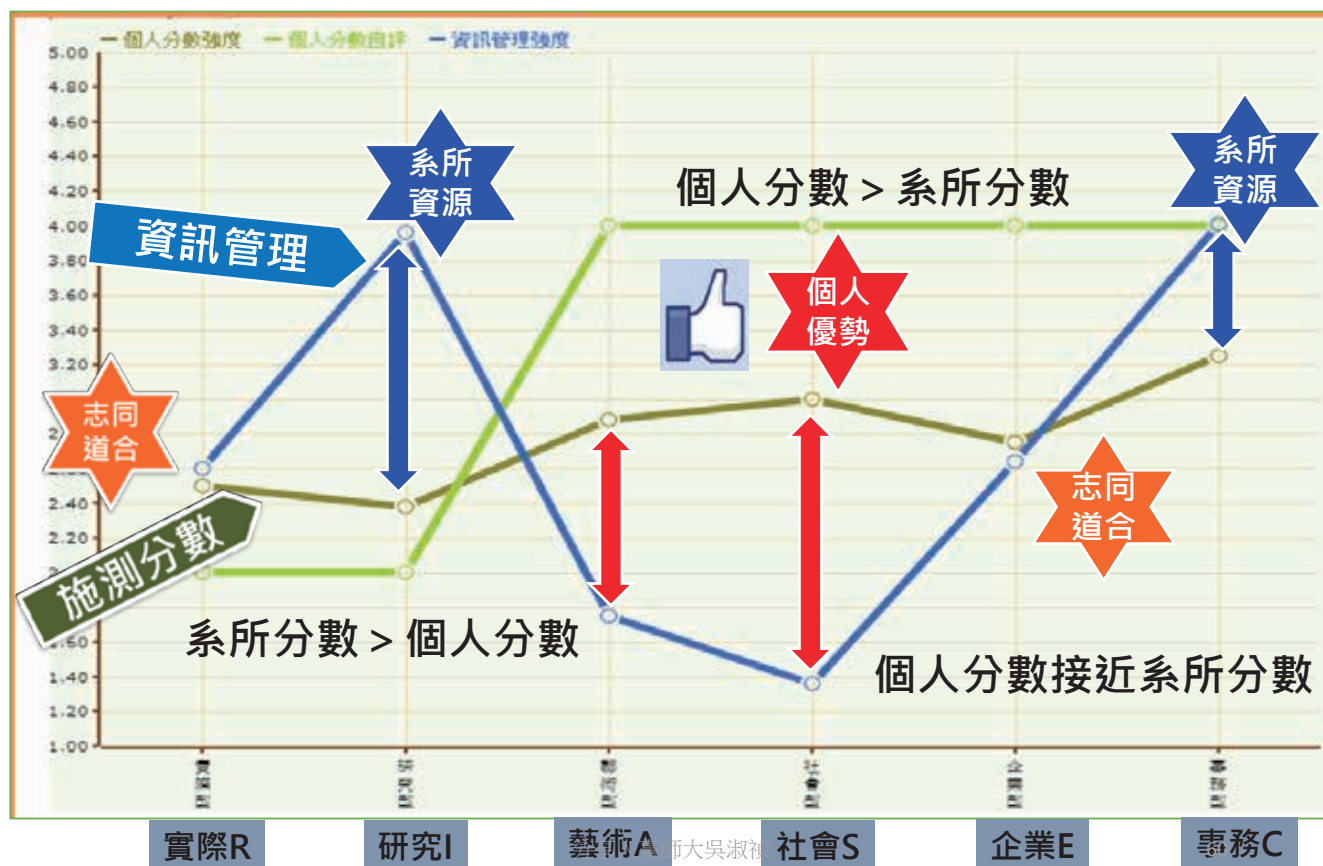 個人分數強度 個人分數自評 資訊管理強度
5.00
4.80
4.60
4.40
4.20
4.00
3.80
3.60
3.40
3.20
2.40
2.20
1.40
1.20
1.00
系所
資源
系所
資源
個人分數 > 系所分數
資訊管理
個人
優勢
志同
道合
志同
道合
施測分數
系所分數 > 個人分數
個人分數接近系所分數
實際R 研究I 藝術A 社會S 企業E 事務C
師大吳淑禎